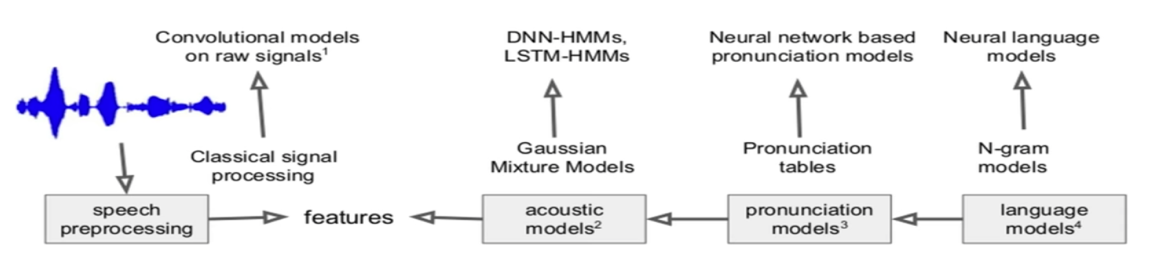 Convolutional models
on raw signals¹
DNN-HMMs,
LSTM-HMMs
Neural network based
pronunciation models
Neural language
models
Classical signal
processing
Gaussian
Mixture Models
Pronunciation
tables
N-gram
models
speech
preprocessing
features
acoustic
models²
pronunciation
models³
language
models⁴